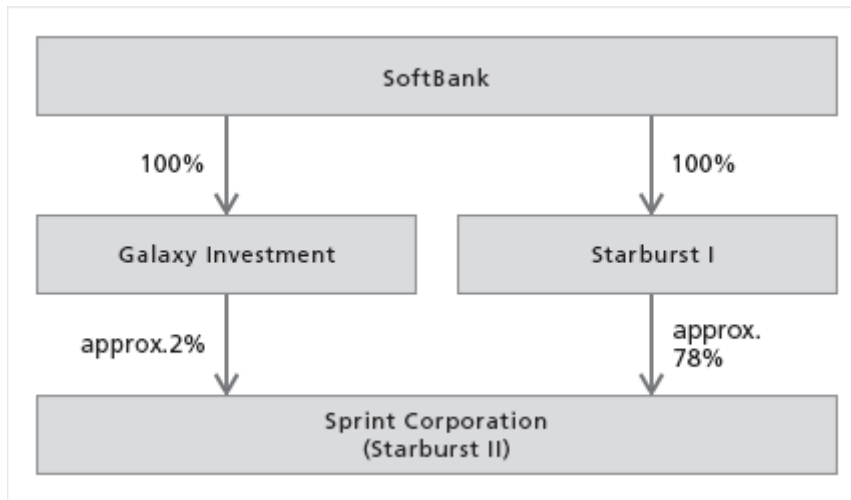 SoftBank
100%
100%
Galaxy Investment
Starburst I
approx.2%
approx.
78%
Sprint Corporation
(Starburst II)